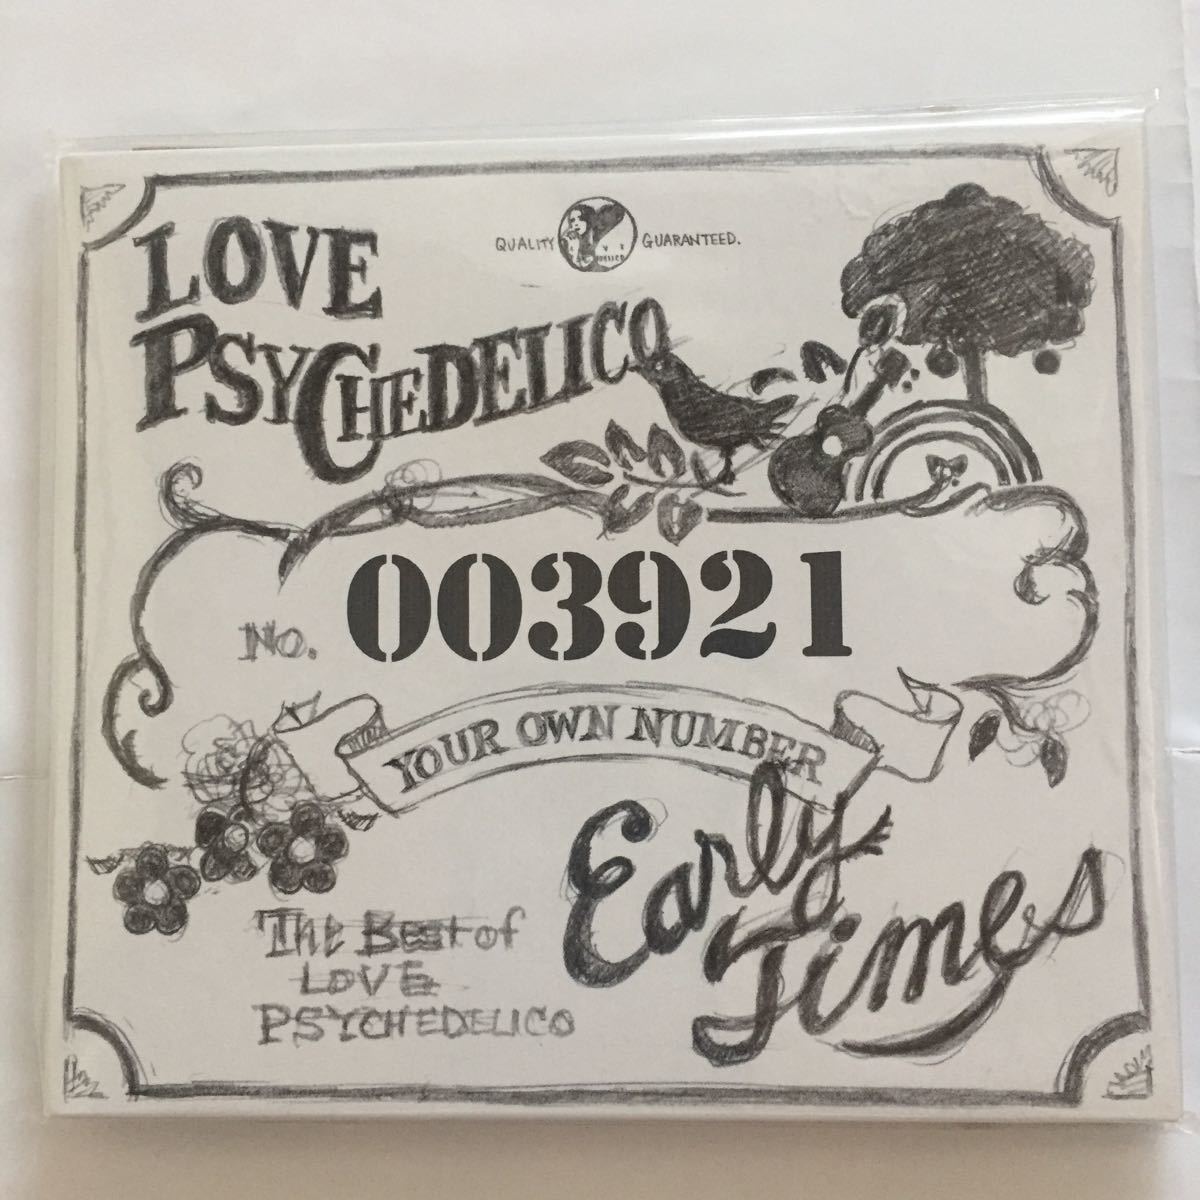 QUALITY GUARANTEED.
LOVE
PSYCHEDELICO
No. 003921
YOUR OWN NUMBER
Early
Times
The Best of
LOVE
PSYCHEDELICO